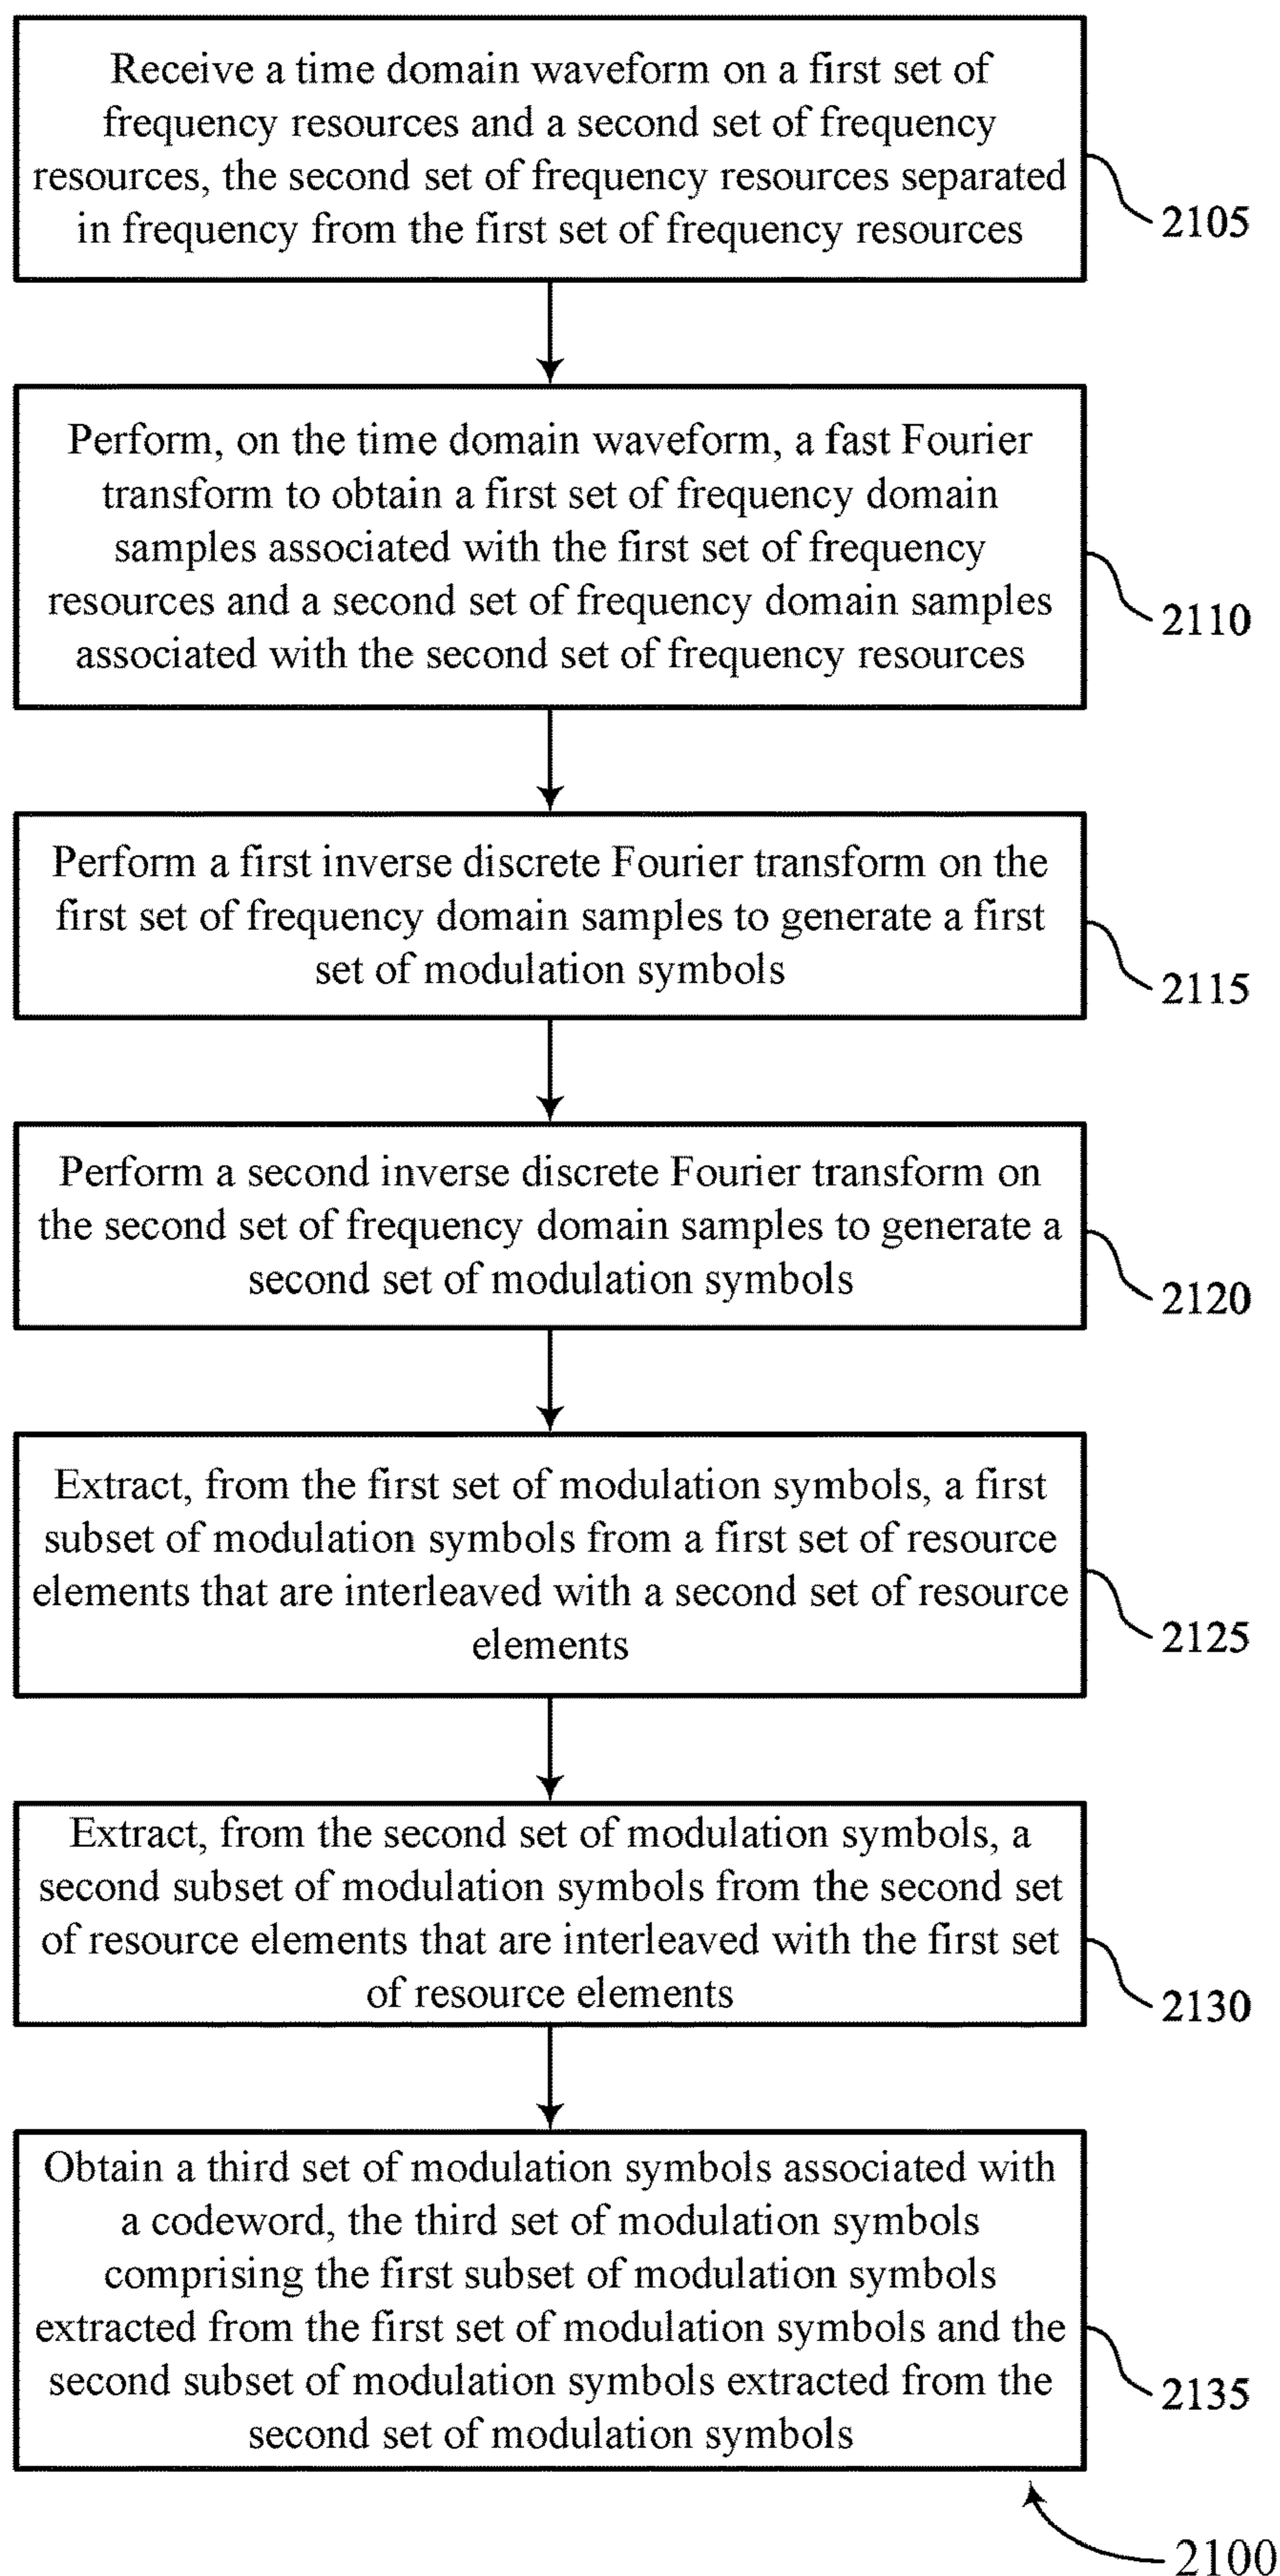 Receive a time domain waveform on a first set of
frequency resources and a second set of frequency
resources, the second set of frequency resources separated
in frequency from the first set of frequency resources
2105
Perform, on the time domain waveform, a fast Fourier
transform to obtain a first set of frequency domain
samples associated with the first set of frequency
resources and a second set of frequency domain samples
associated with the second set of frequency resources
2110
Perform a first inverse discrete Fourier transform on the
first set of frequency domain samples to generate a first
set of modulation symbols
2115
Perform a second inverse discrete Fourier transform on
the second set of frequency domain samples to generate a
second set of modulation symbols
2120
Extract, from the first set of modulation symbols, a first
subset of modulation symbols from a first set of resource
elements that are interleaved with a second set of resource
elements
2125
Extract, from the second set of modulation symbols, a
second subset of modulation symbols from the second set
of resource elements that are interleaved with the first set
of resource elements
2130
Obtain a third set of modulation symbols associated with
a codeword, the third set of modulation symbols
comprising the first subset of modulation symbols
extracted from the first set of modulation symbols and the
second subset of modulation symbols extracted from the
second set of modulation symbols
2135
2100